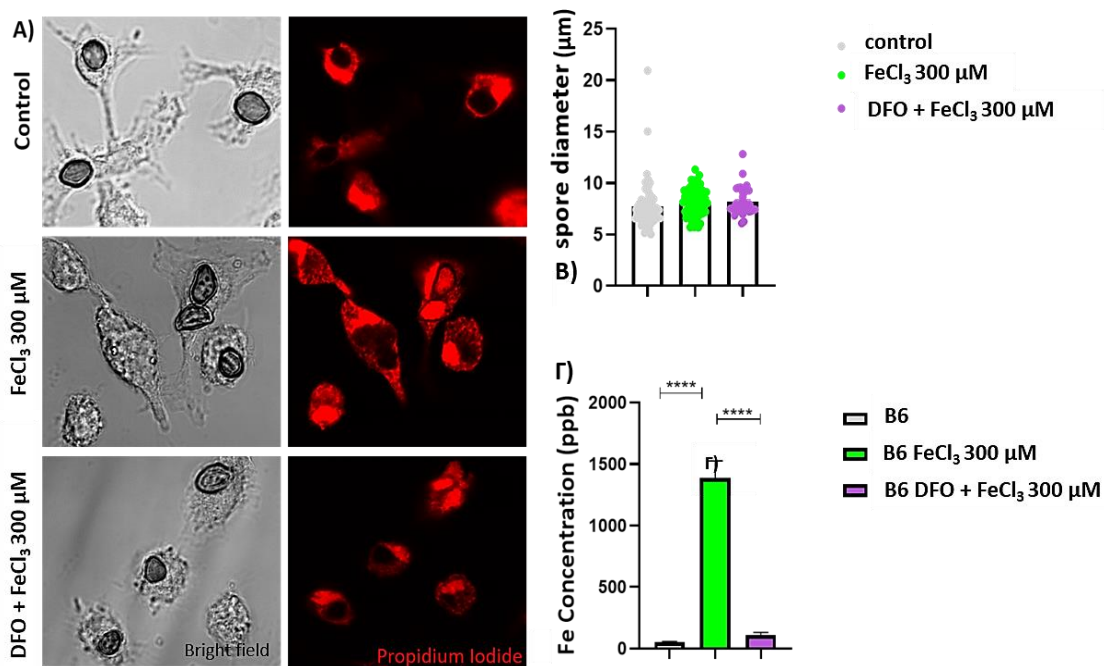 A)
Control
FeCl₃ 300 μM
DFO + FeCl₃ 300 μM
Bright field
Propidium Iodide
spore diameter (μm)
25
20
15
10
5
0
B)
control
FeCl₃ 300 μM
DFO + FeCl₃ 300 μM
Γ)
Fe Concentration (ppb)
2000
1500
1000
500
0
****
****
Γ)
B6
B6 FeCl₃ 300 μM
B6 DFO + FeCl₃ 300 μM